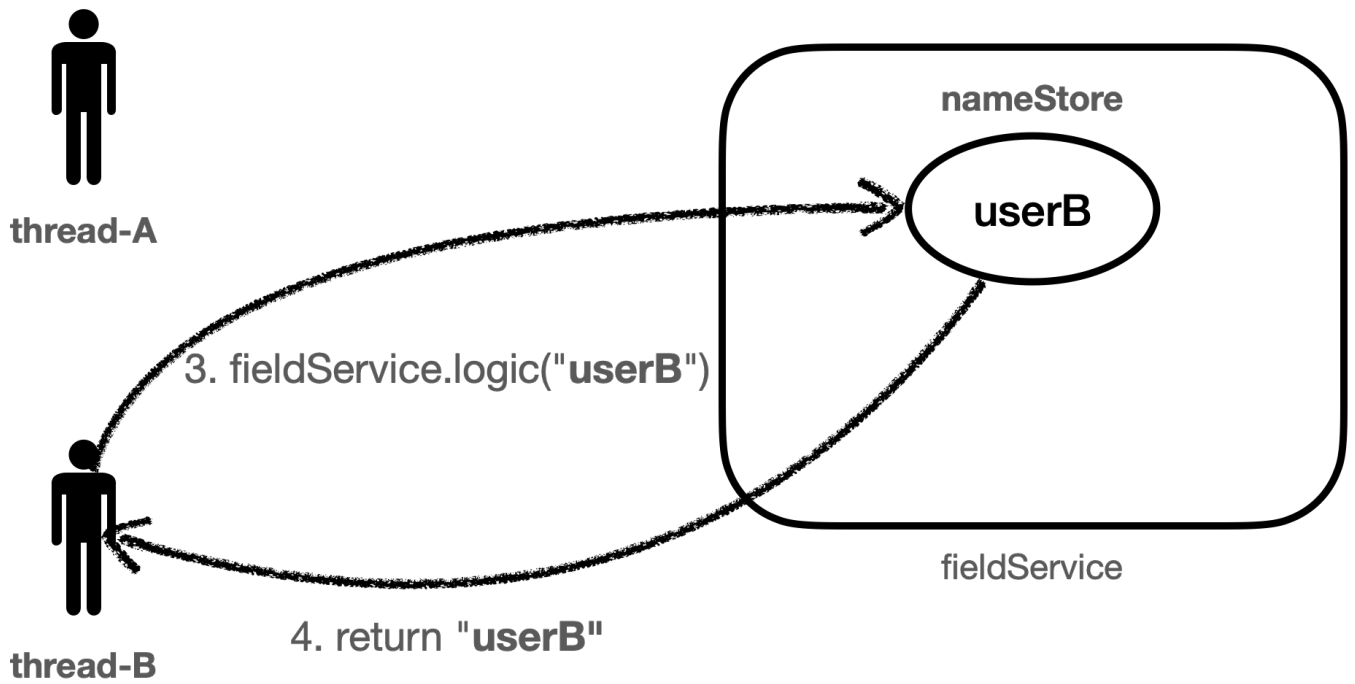 nameStore
userB
thread-A
3. fieldService.logic("userB")
fieldService
4. return "userB"
thread-B